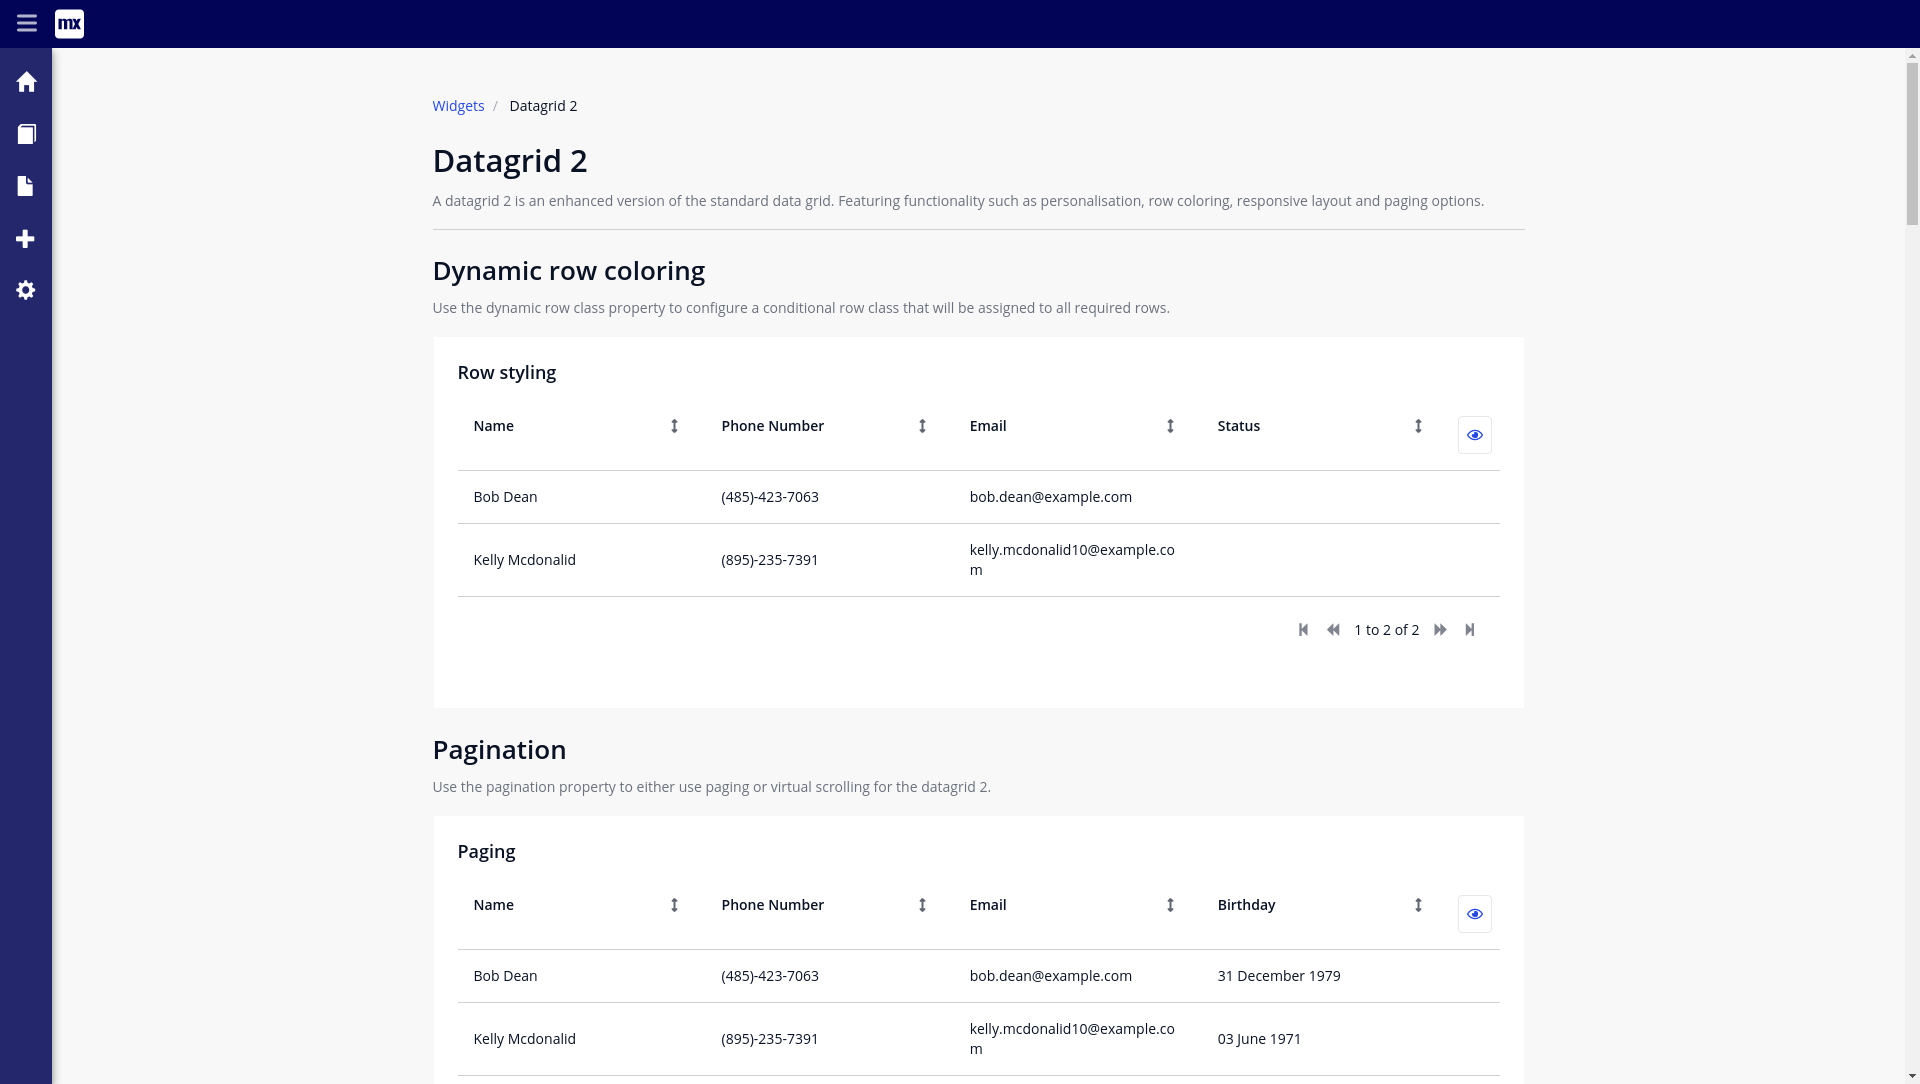 mx
Widgets / Datagrid 2
Datagrid 2
A datagrid 2 is an enhanced version of the standard data grid. Featuring functionality such as personalisation, row coloring, responsive layout and paging options.
Dynamic row coloring
Use the dynamic row class property to configure a conditional row class that will be assigned to all required rows.
Row styling
Name Phone Number Email Status
Bob Dean (485)-423-7063 bob.dean@example.com
Kelly Mcdonalid (895)-235-7391 kelly.mcdonalid10@example.co
m
1 to 2 of 2
Pagination
Use the pagination property to either use paging or virtual scrolling for the datagrid 2.
Paging
Name Phone Number Email Birthday
Bob Dean (485)-423-7063 bob.dean@example.com 31 December 1979
Kelly Mcdonalid (895)-235-7391 kelly.mcdonalid10@example.co 03 June 1971
m